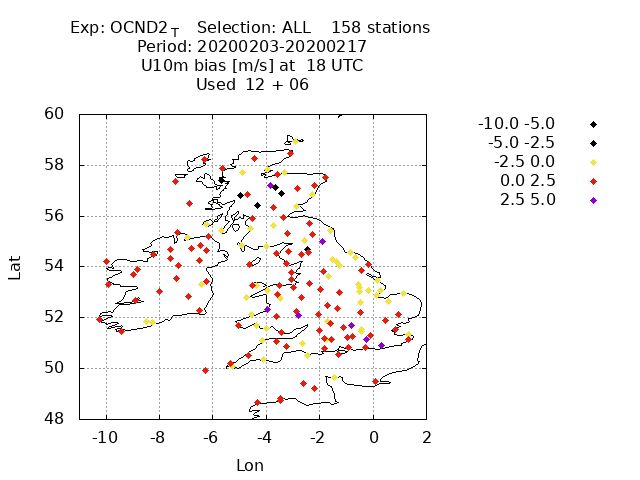 Exp: OCND2T Selection: ALL 158 stations
Period: 20200203-20200217
U10m bias [m/s] at 18 UTC
Used 12 + 06
-10.0 -5.0
-5.0 -2.5
-2.5 0.0
0.0 2.5
2.5 5.0
60
58
56
54
52
50
48
Lat
-10 -8 -6 -4 -2 0 2
Lon